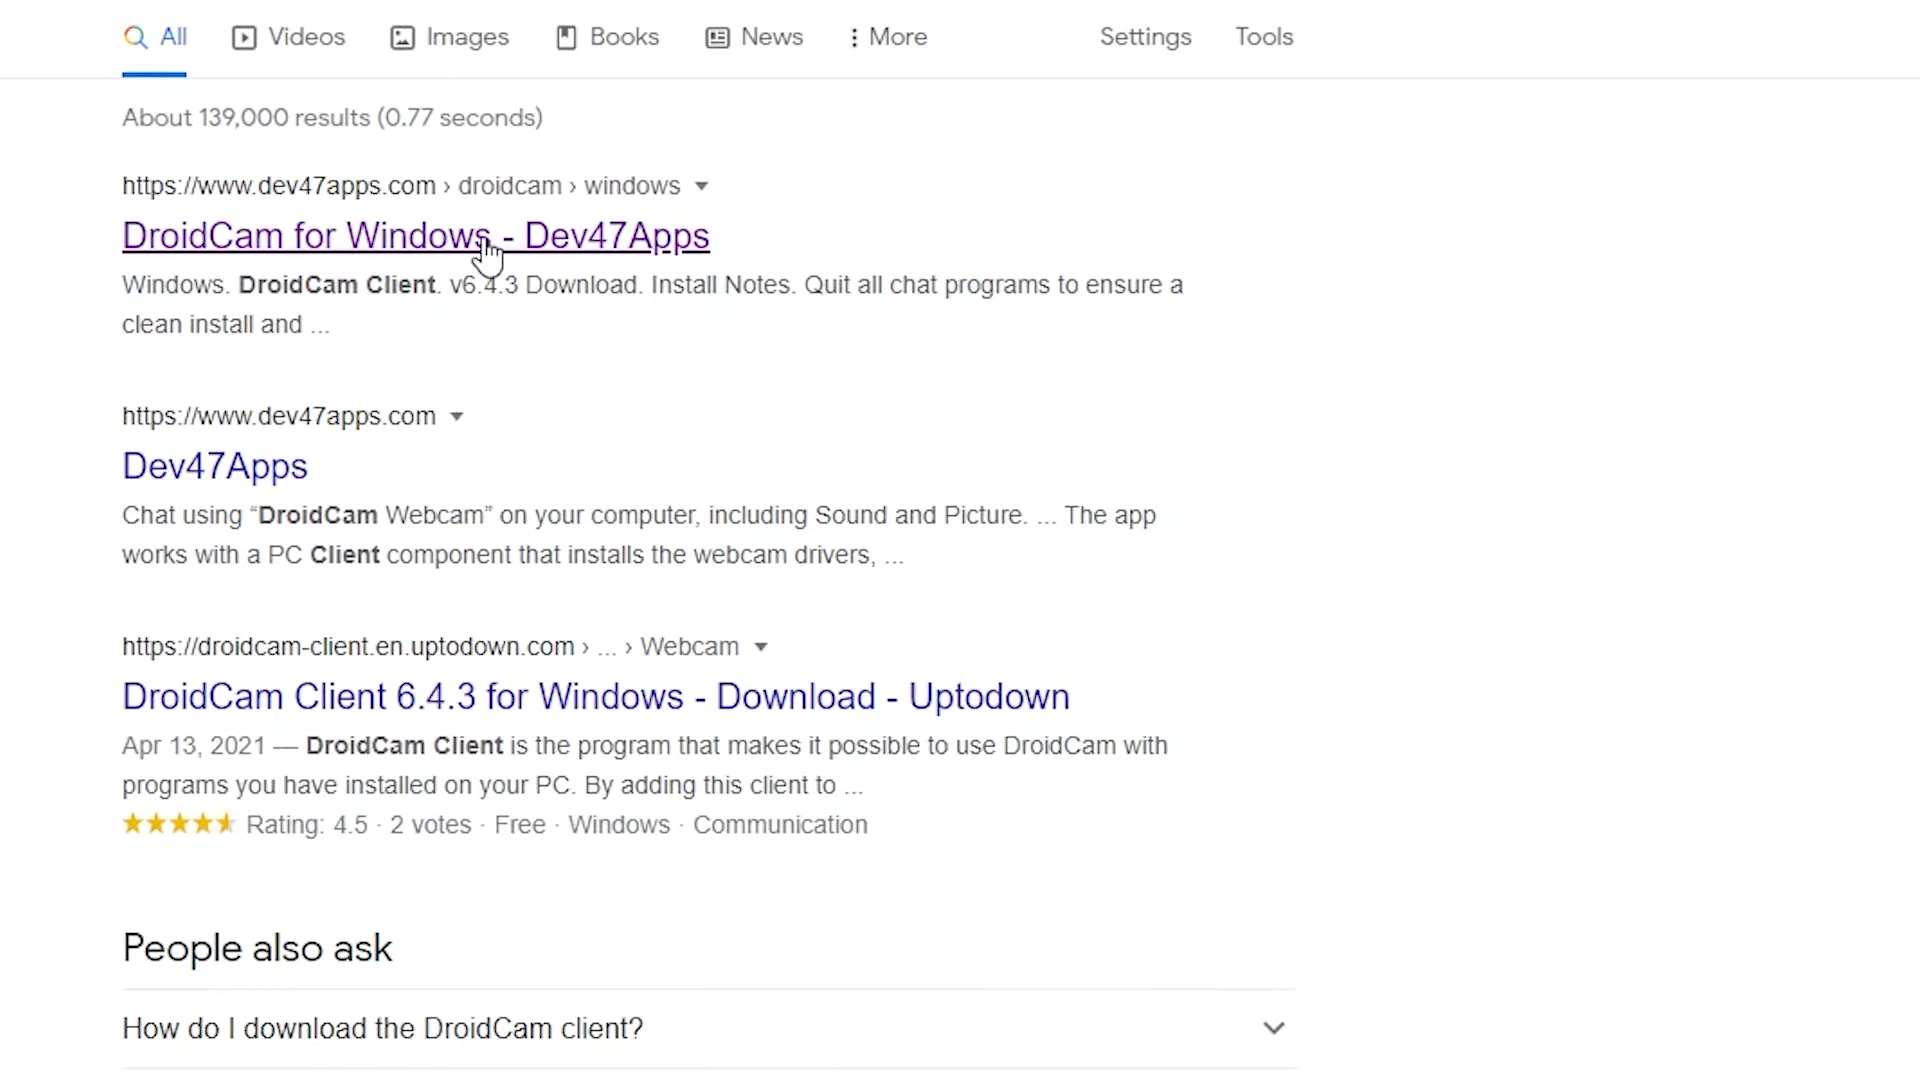 All Videos Images Books News More Settings Tools
About 139,000 results (0.77 seconds)
https://www.dev47apps.com › droidcam › windows
DroidCam for Windows - Dev47Apps
Windows. DroidCam Client. v6.4.3 Download. Install Notes. Quit all chat programs to ensure a
clean install and ...
https://www.dev47apps.com
Dev47Apps
Chat using “DroidCam Webcam” on your computer, including Sound and Picture. ... The app
works with a PC Client component that installs the webcam drivers, ...
https://droidcam-client.en.uptodown.com › ... › Webcam
DroidCam Client 6.4.3 for Windows - Download - Uptodown
Apr 13, 2021 — DroidCam Client is the program that makes it possible to use DroidCam with
programs you have installed on your PC. By adding this client to ...
Rating: 4.5 · 2 votes · Free · Windows · Communication
People also ask
How do I download the DroidCam client?